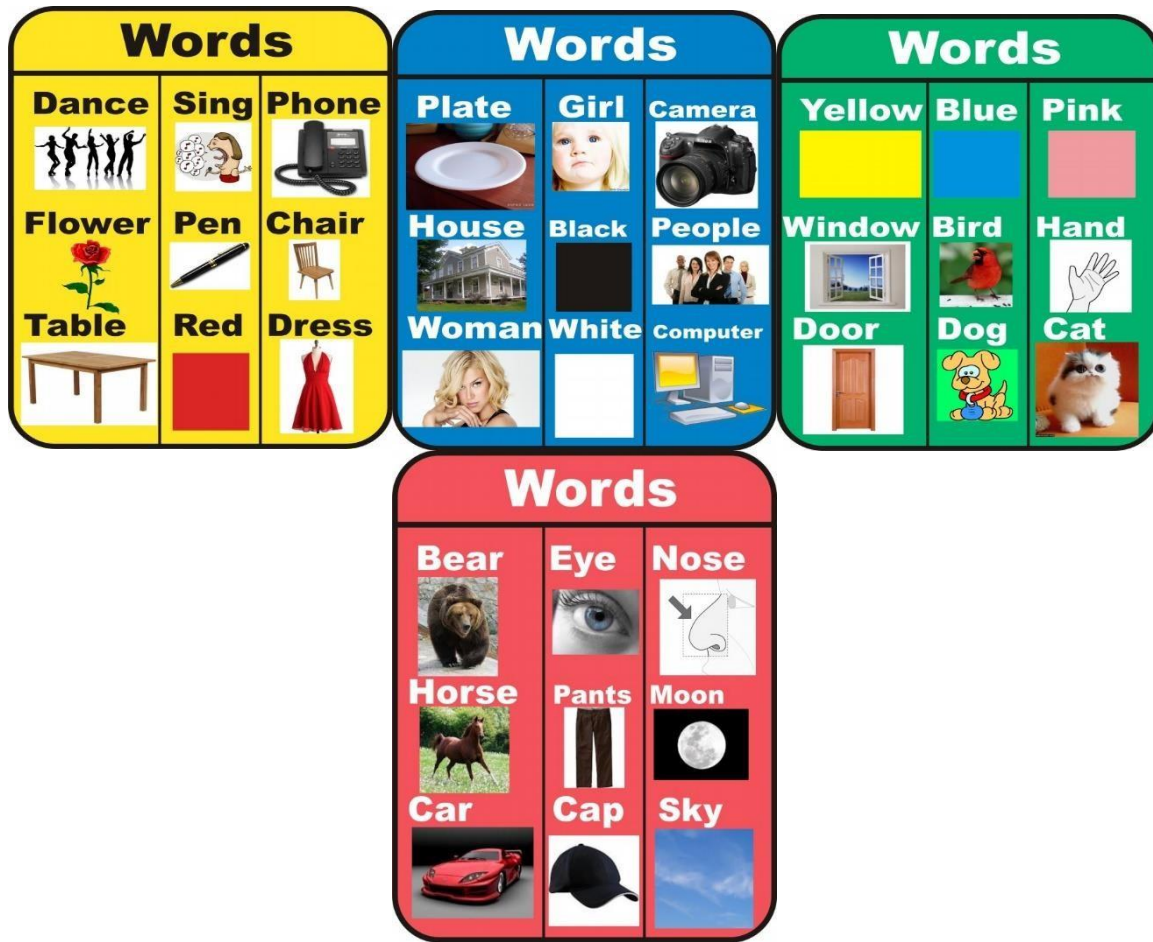 Words
Dance Sing Phone
Flower Pen Chair
Table Red Dress
Words
Plate Girl Camera
House Black People
Woman White Computer
Words
Yellow Blue Pink
Window Bird Hand
Door Dog Cat
Words
Bear Eye Nose
Horse Pants Moon
Car Cap Sky